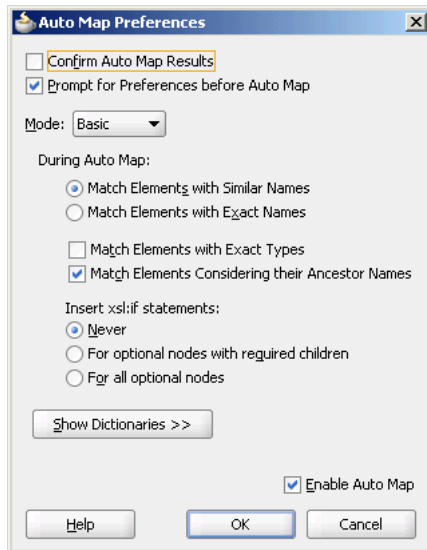 Auto Map Preferences
Confirm Auto Map Results
Prompt for Preferences before Auto Map
Mode: Basic
During Auto Map:
Match Elements with Similar Names
Match Elements with Exact Names
Match Elements with Exact Types
Match Elements Considering their Ancestor Names
Insert xsl:if statements:
Never
For optional nodes with required children
For all optional nodes
Show Dictionaries >>
Enable Auto Map
Help OK Cancel